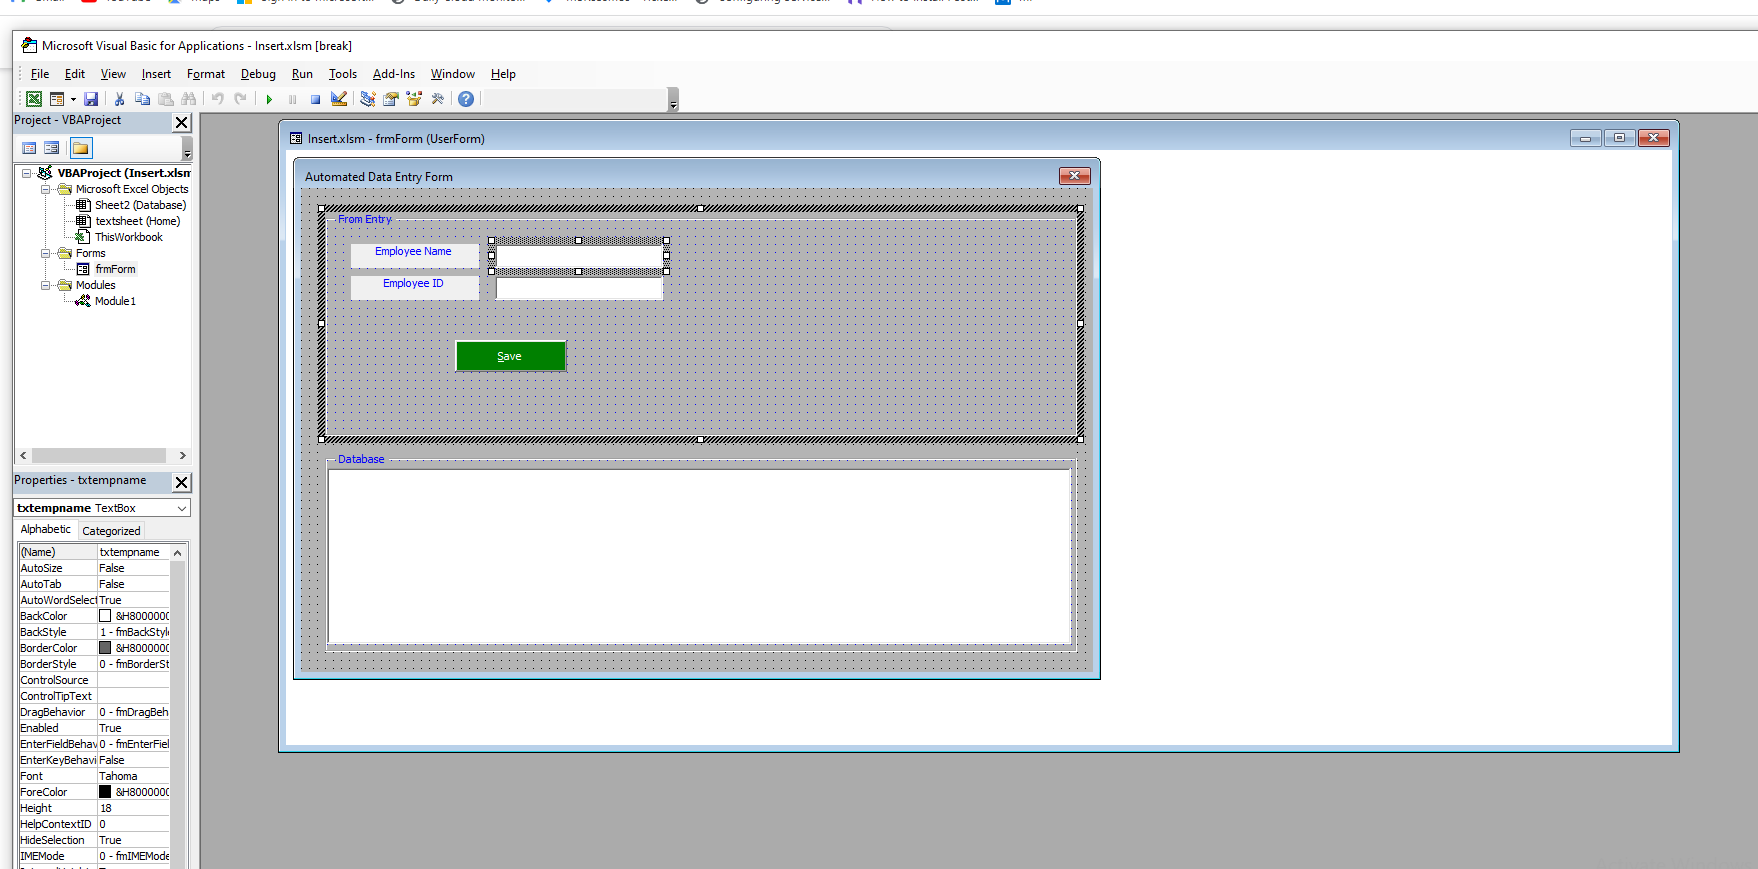 Microsoft Visual Basic for Applications - Insert.xlsm [break]
File Edit View Insert Format Debug Run Tools Add-Ins Window Help
Project - VBAProject
VBAProject (Insert.xlsm
Microsoft Excel Objects
Sheet2 (Database)
textsheet (Home)
ThisWorkbook
Forms
frmForm
Modules
Module1
Properties - txtempname
txtempname TextBox
Alphabetic Categorized
(Name) txtempname
AutoSize False
AutoTab False
AutoWordSelect True
BackColor &H8000000
BackStyle 1 - fmBackStyle
BorderColor &H8000000
BorderStyle 0 - fmBorderSt
ControlSource
ControlTipText
DragBehavior 0 - fmDragBeh
Enabled True
EnterFieldBehav 0 - fmEnterFiel
EnterKeyBehavi False
Font Tahoma
ForeColor &H8000000
Height 18
HelpContextID 0
HideSelection True
IMEMode 0 - fmIMEMode
Insert.xlsm - frmForm (UserForm)
Automated Data Entry Form
From Entry
Employee Name
Employee ID
Save
Database